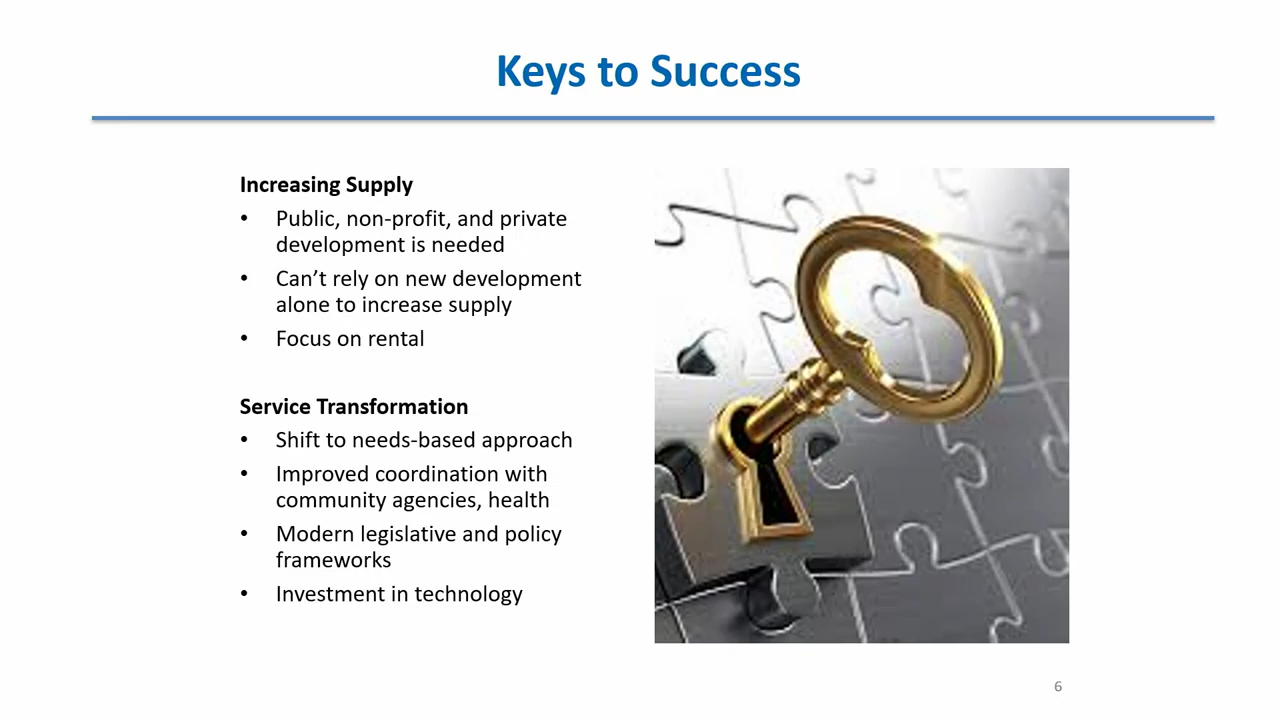 Keys to Success
Increasing Supply
• Public, non-profit, and private
development is needed
• Can’t rely on new development
alone to increase supply
• Focus on rental
Service Transformation
• Shift to needs-based approach
• Improved coordination with
community agencies, health
• Modern legislative and policy
frameworks
• Investment in technology
6